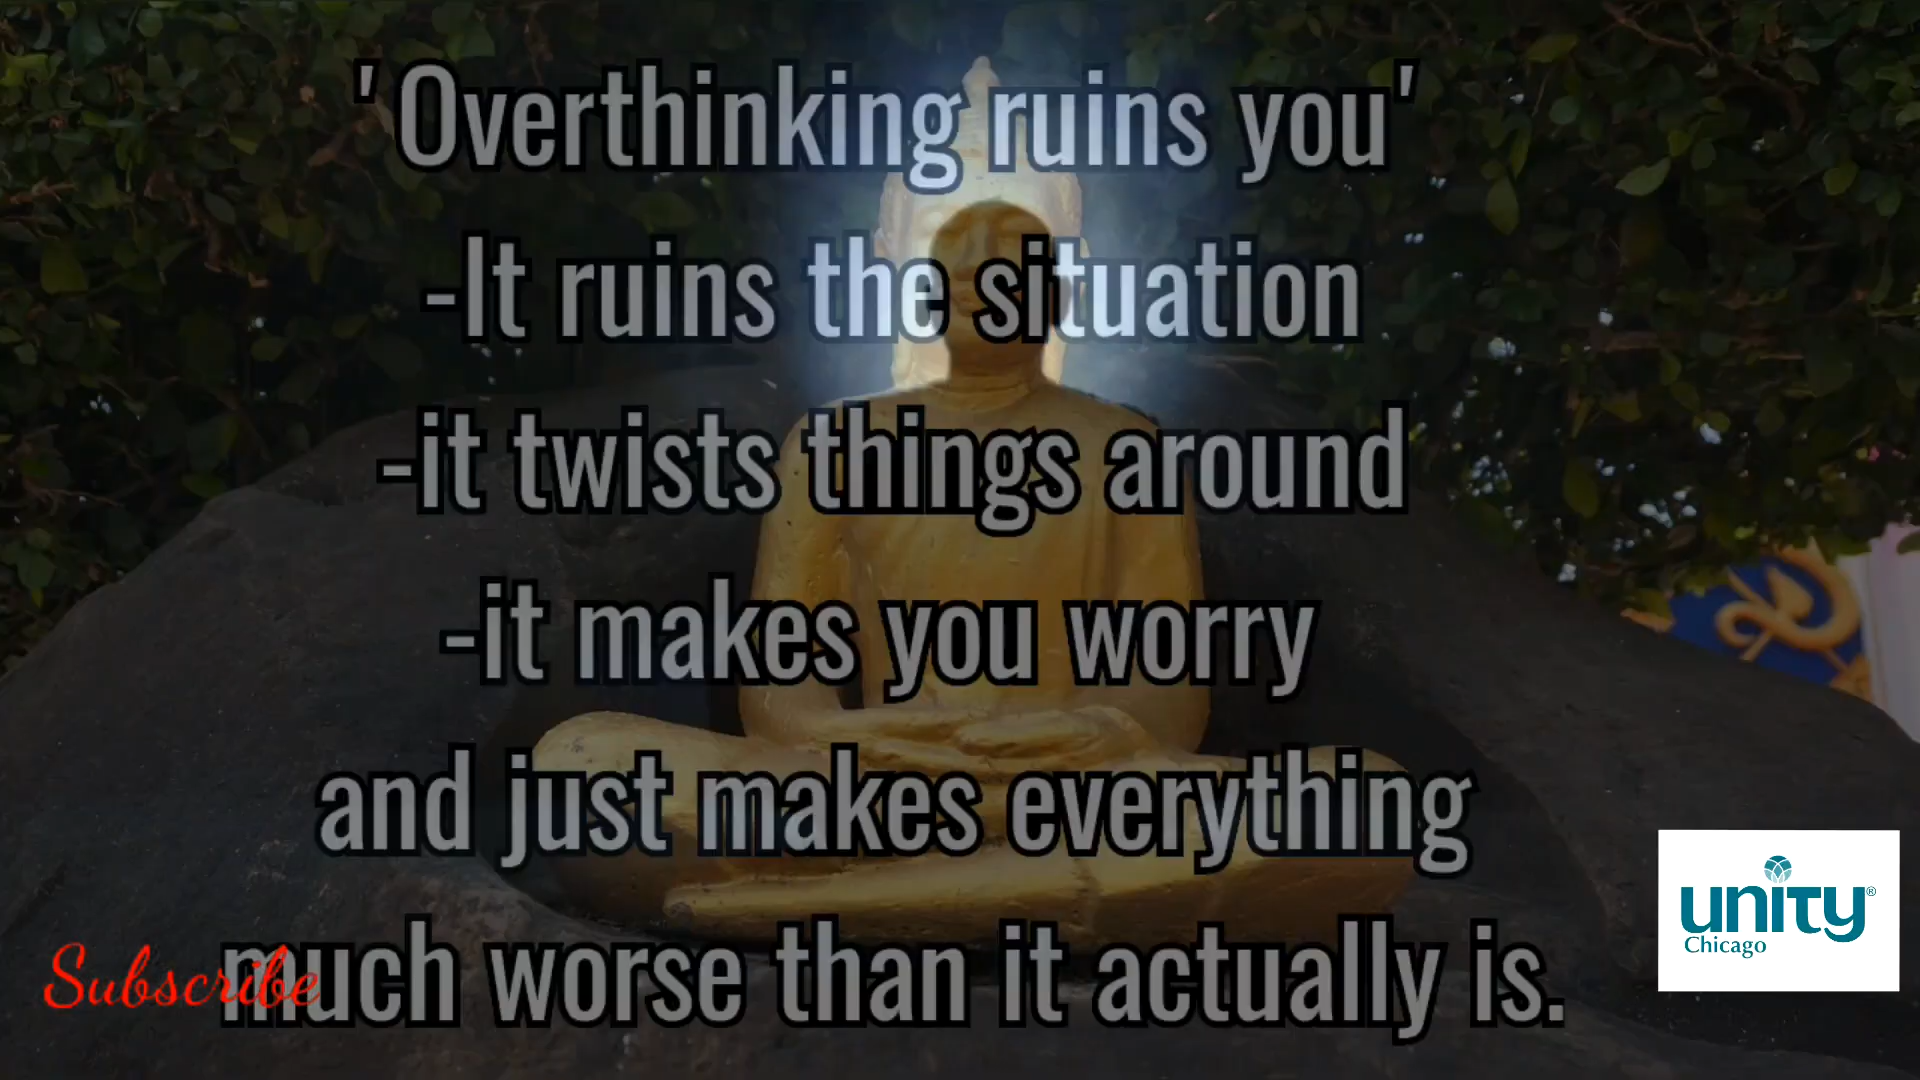 ' Overthinking ruins you'
-It ruins the situation
-it twists things around
-it makes you worry
and just makes everything
much worse than it actually is.
Subscribe
unity®
Chicago